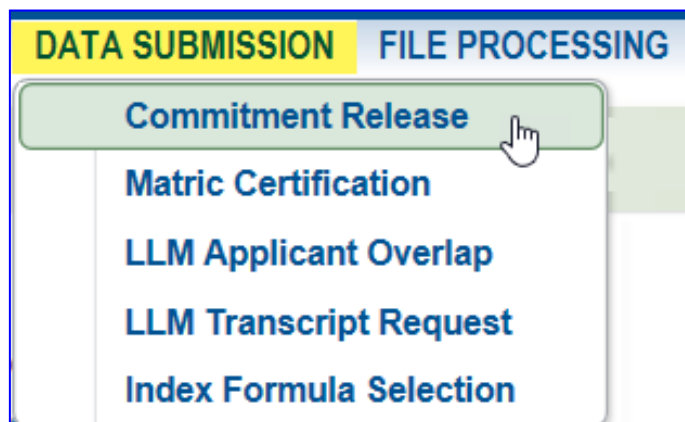 DATA SUBMISSION FILE PROCESSING
Commitment Release
Matric Certification
LLM Applicant Overlap
LLM Transcript Request
Index Formula Selection